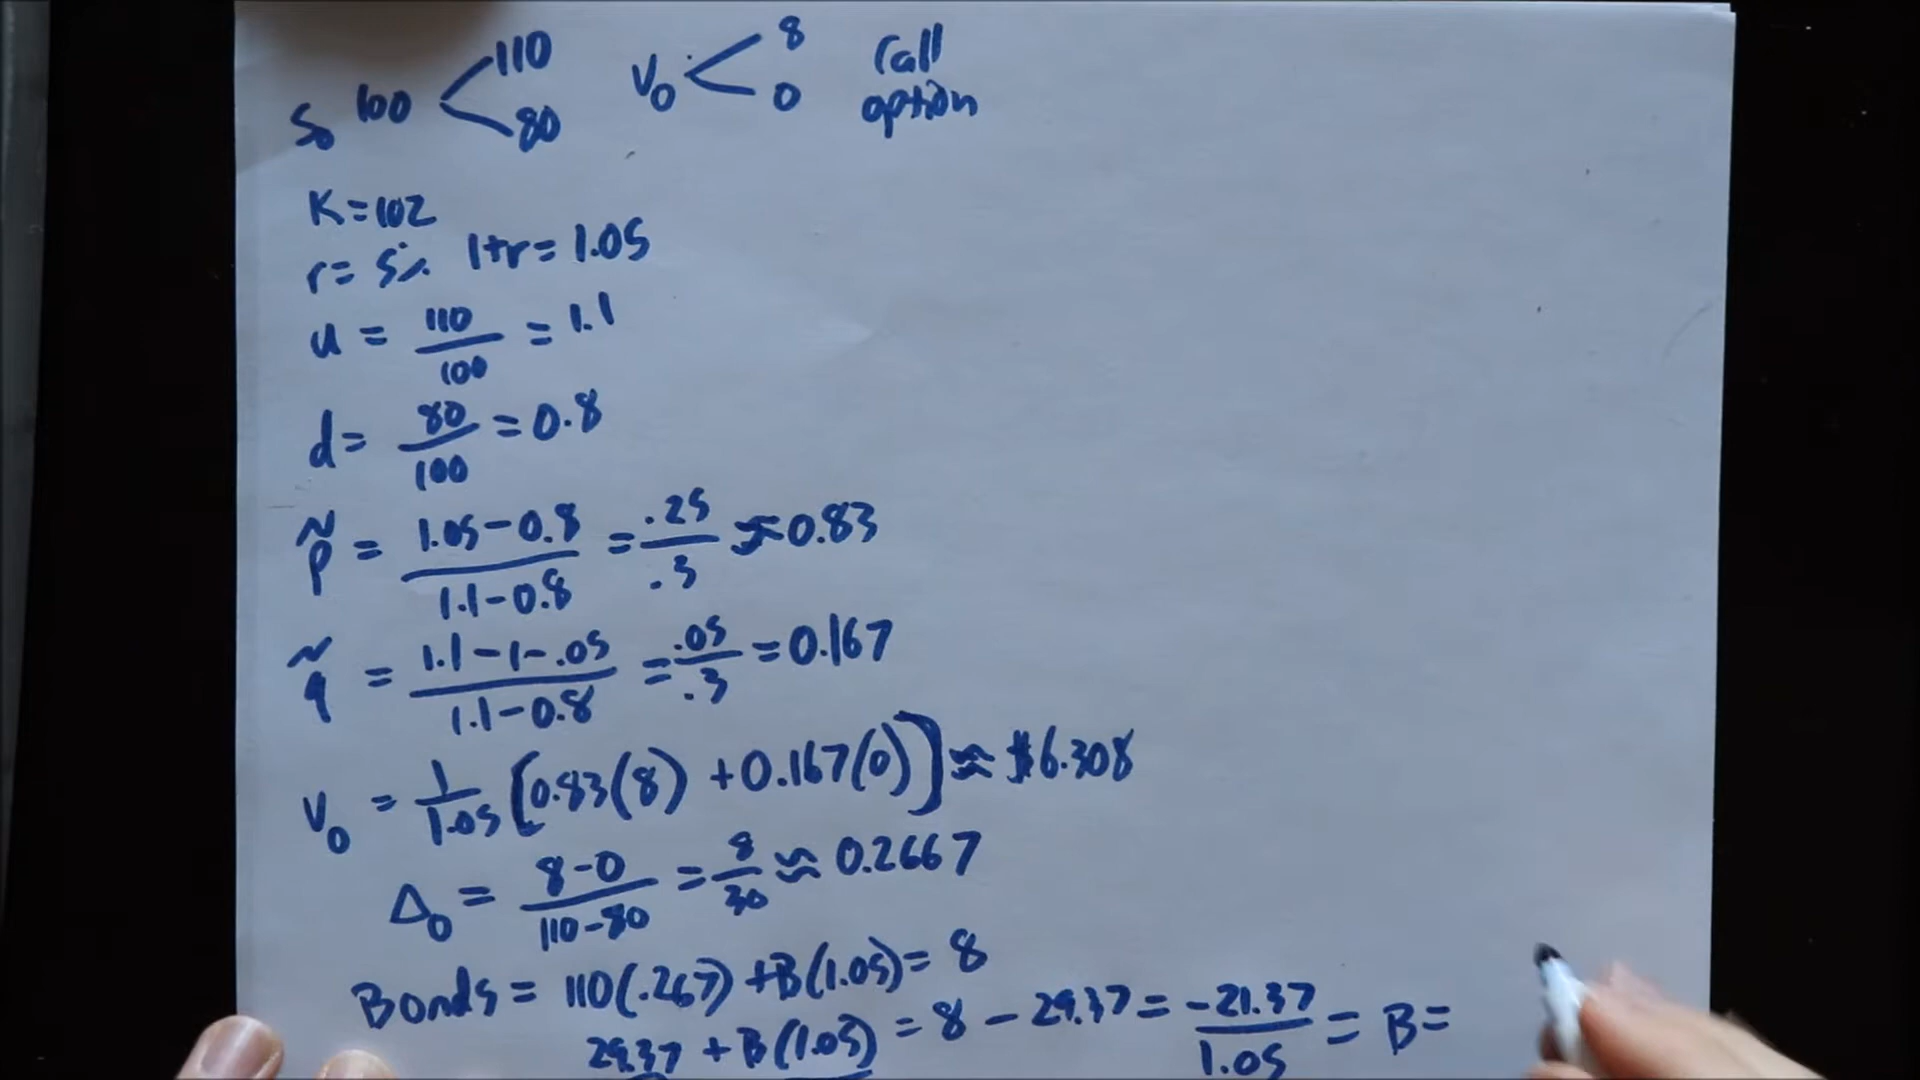 S₀ 100 < 110 80 V₀ < 8 0 Call option
K=102
r= 5% 1+r= 1.05
u = 110/100 = 1.1
d = 80/100 = 0.8
p̃ = (1.05-0.8)/(1.1-0.8) = .25/.3 ≈ 0.83
q̃ = (1.1-1-.05)/(1.1-0.8) = .05/.3 = 0.167
V₀ = 1/1.05 [0.83(8) +0.167(0)] ≈ $6.308
Δ₀ = (8-0)/(110-80) = 8/30 ≈ 0.2667
Bonds = 110(.267) +B(1.05) = 8
29.37 + B(1.05) = 8 - 29.37 = -21.37/1.05 = B=